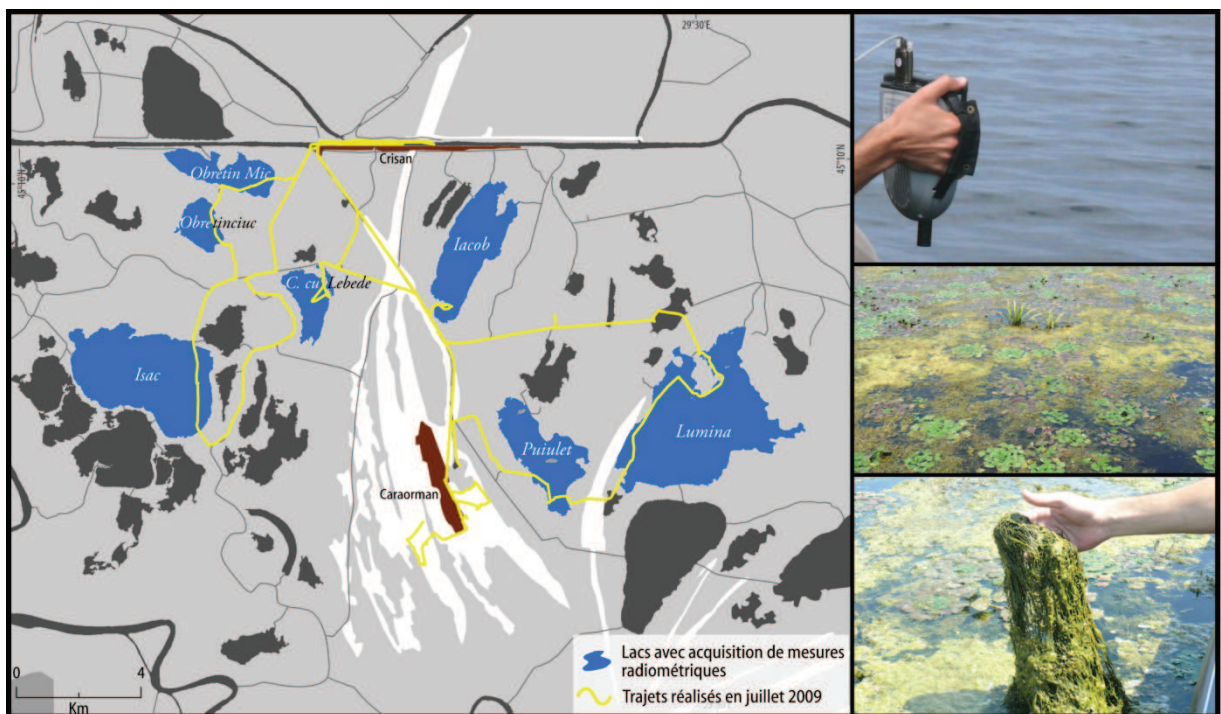 29°30'E
Crisan
45°10'N
45°10'N
Obretin Mic
Obretinciuc
Iacob
C. cu Lebede
Isac
Lumina
Puiulet
Caraorman
0 4
Km
Lacs avec acquisition de mesures
radiométriques
Trajets réalisés en juillet 2009